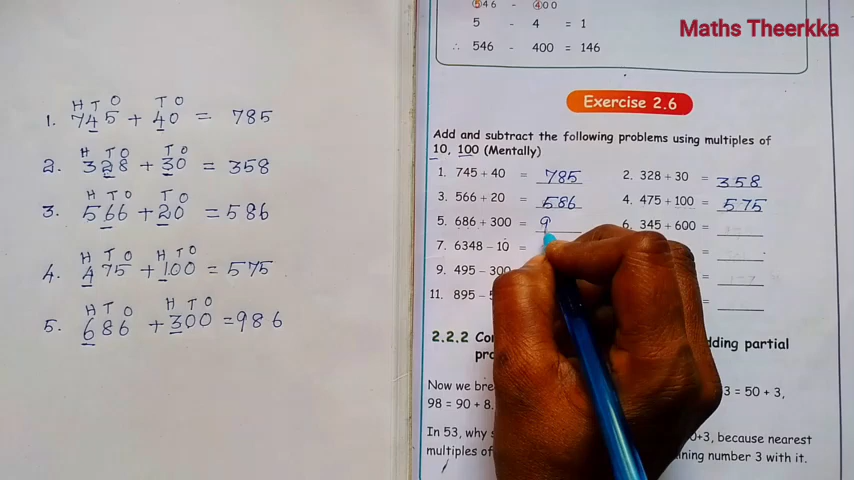 H T O T O
1. 745 + 40 = 785
H T O T O
2. 328 + 30 = 358
H T O T O
3. 566 + 20 = 586
H T O H T O
4. 475 + 100 = 575
H T O H T O
5. 686 + 300 = 986
546 - 400
5 - 4 = 1
∴ 546 - 400 = 146
Maths Theerkka
Exercise 2.6
Add and subtract the following problems using multiples of
10, 100 (Mentally)
1. 745 + 40 = 785 2. 328 + 30 = 358
3. 566 + 20 = 586 4. 475 + 100 = 575
5. 686 + 300 = 9 6. 345 + 600 =
7. 6348 - 10 =
9. 495 - 300
11. 895 -
2.2.2 dding partial
Now we bre 3 = 50 + 3,
98 = 90 + 8.
In 53, why 0+3, because nearest
multiples of ining number 3 with it.